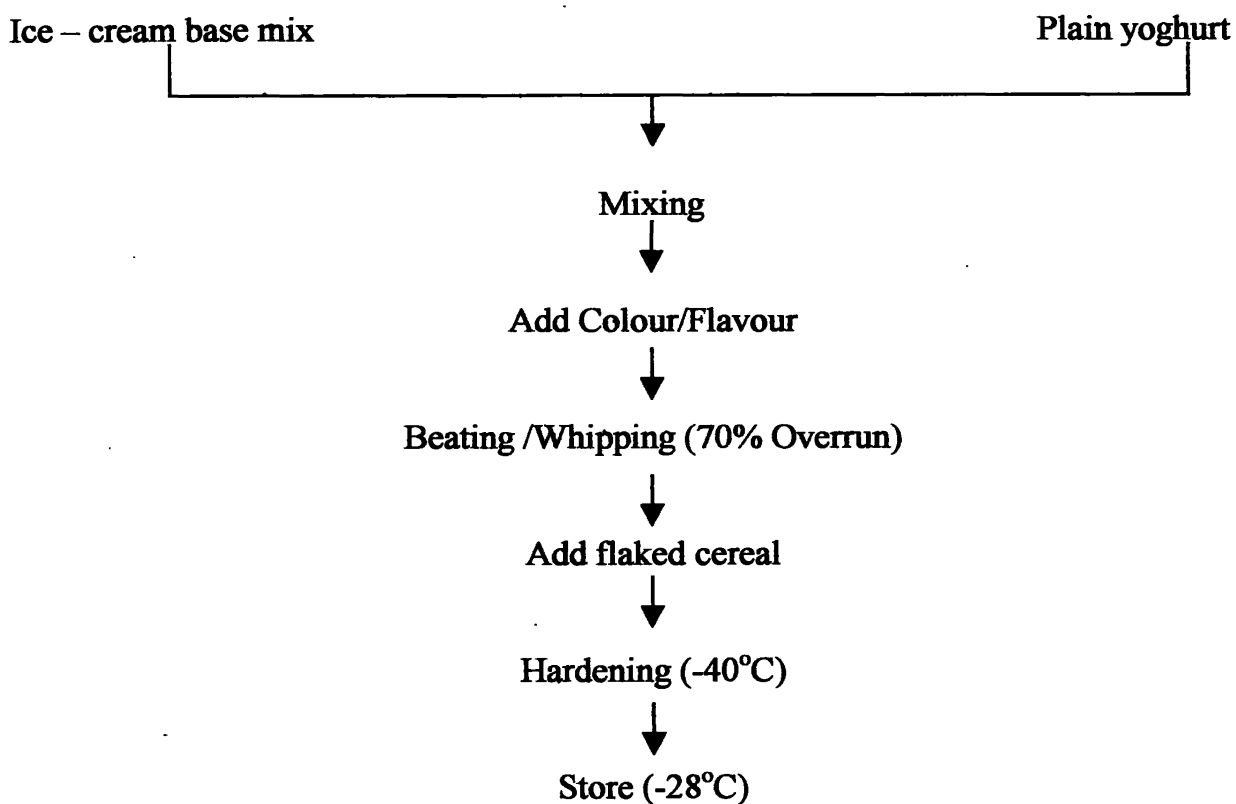 Ice – cream base mix
Plain yoghurt
Mixing
Add Colour/Flavour
Beating /Whipping (70% Overrun)
Add flaked cereal
Hardening (-40°C)
Store (-28°C)